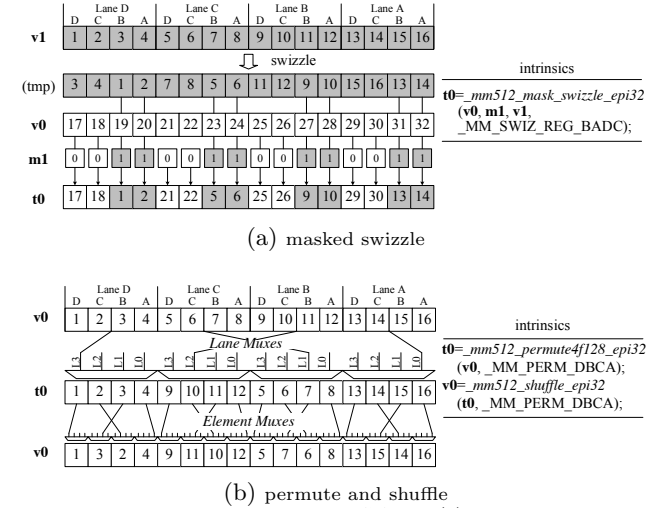 Lane D Lane C Lane B Lane A
D C B A D C B A D C B A D C B A
v1 1 2 3 4 5 6 7 8 9 10 11 12 13 14 15 16
swizzle
(tmp) 3 4 1 2 7 8 5 6 11 12 9 10 15 16 13 14
v0 17 18 19 20 21 22 23 24 25 26 27 28 29 30 31 32
m1 0 0 1 1 0 0 1 1 0 0 1 1 0 0 1 1
t0 17 18 1 2 21 22 5 6 25 26 9 10 29 30 13 14
intrinsics
t0=_mm512_mask_swizzle_epi32
(v0, m1, v1,
_MM_SWIZ_REG_BADC);
(a) masked swizzle
Lane D Lane C Lane B Lane A
D C B A D C B A D C B A D C B A
v0 1 2 3 4 5 6 7 8 9 10 11 12 13 14 15 16
Lane Muxes
L3 L2 L1 L0 L3 L2 L1 L0 L3 L2 L1 L0 L3 L2 L1 L0
t0 1 2 3 4 9 10 11 12 5 6 7 8 13 14 15 16
Element Muxes
v0 1 3 2 4 9 11 10 12 5 7 6 8 13 15 14 16
intrinsics
t0=_mm512_permute4f128_epi32
(v0, _MM_PERM_DBCA);
v0=_mm512_shuffle_epi32
(t0, _MM_PERM_DBCA);
(b) permute and shuffle